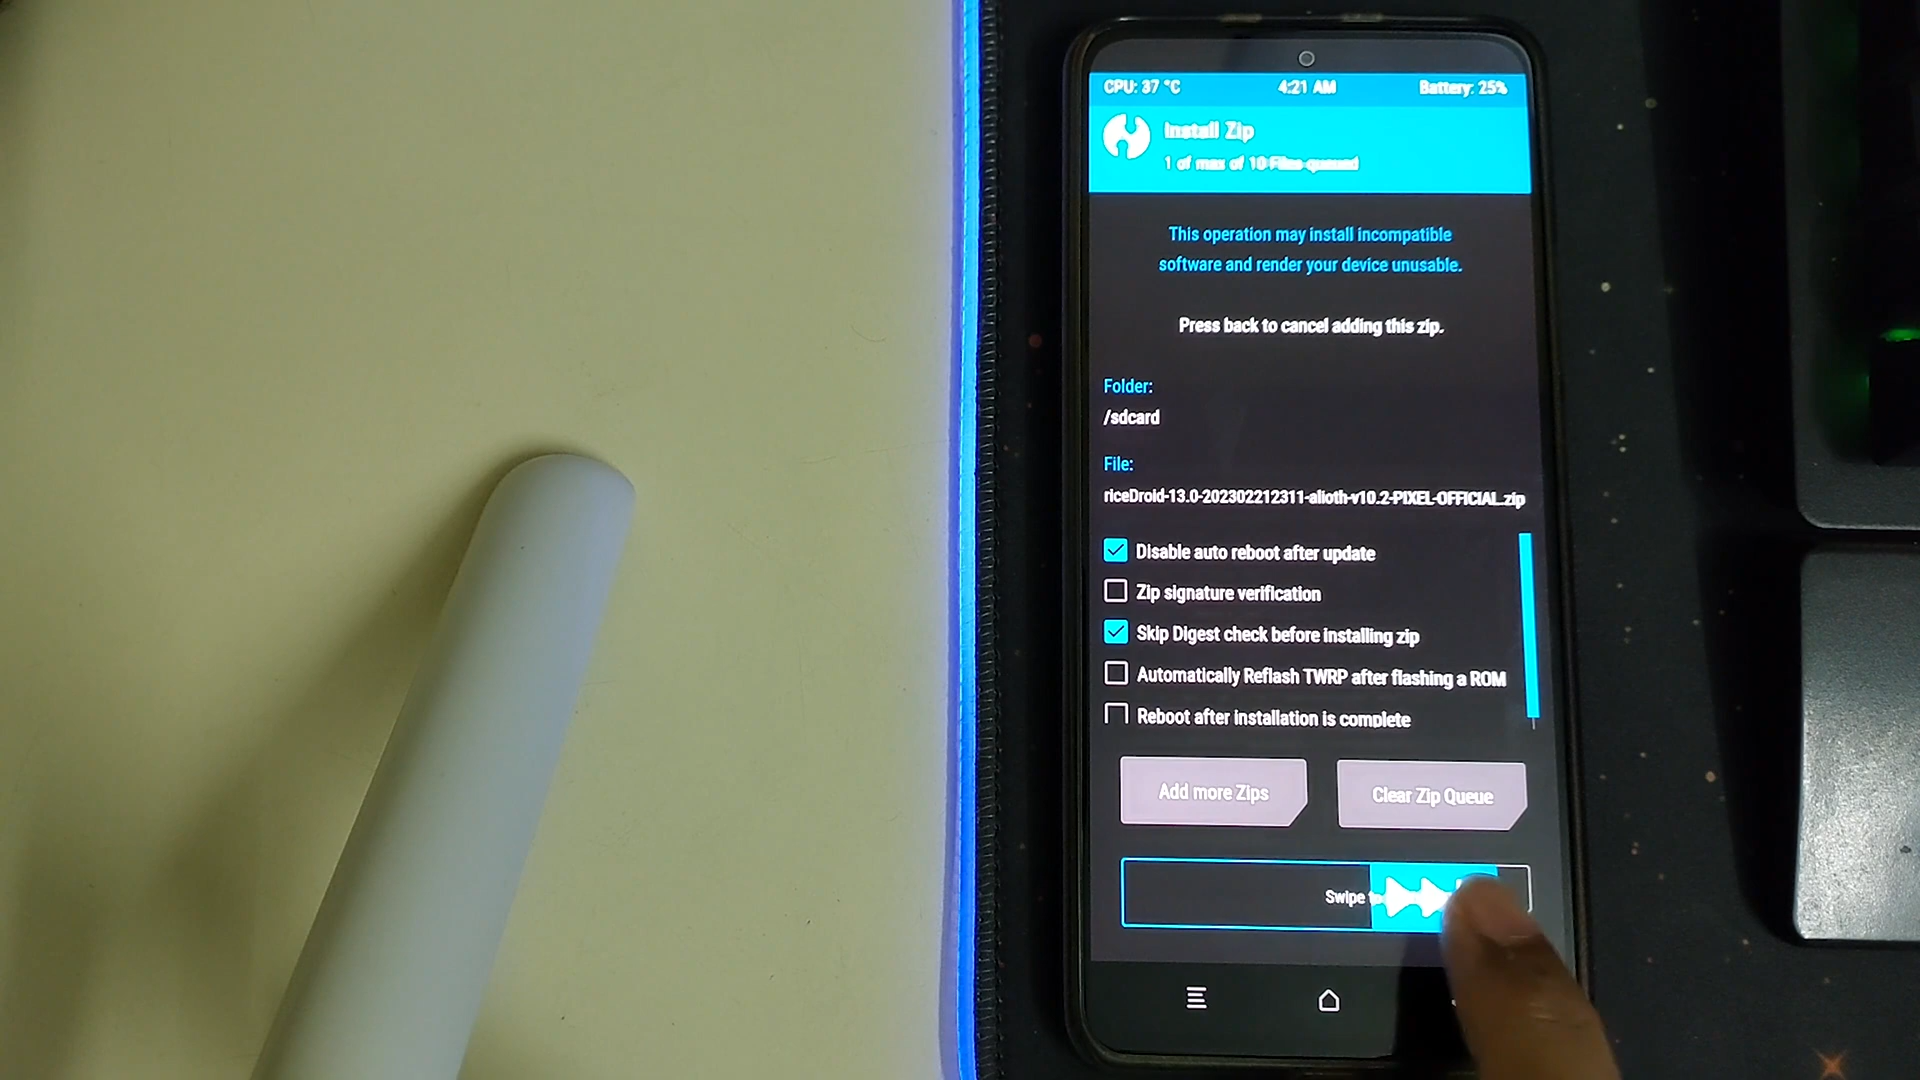 CPU: 37 °C 4:21 AM Battery: 25%
Install Zip
1 of max of 10 Files queued
This operation may install incompatible
software and render your device unusable.
Press back to cancel adding this zip.
Folder:
/sdcard
File:
riceDroid-13.0-202302212311-alioth-v10.2-PIXEL-OFFICIAL.zip
Disable auto reboot after update
Zip signature verification
Skip Digest check before installing zip
Automatically Reflash TWRP after flashing a ROM
Reboot after installation is complete
Add more Zips Clear Zip Queue
Swipe to